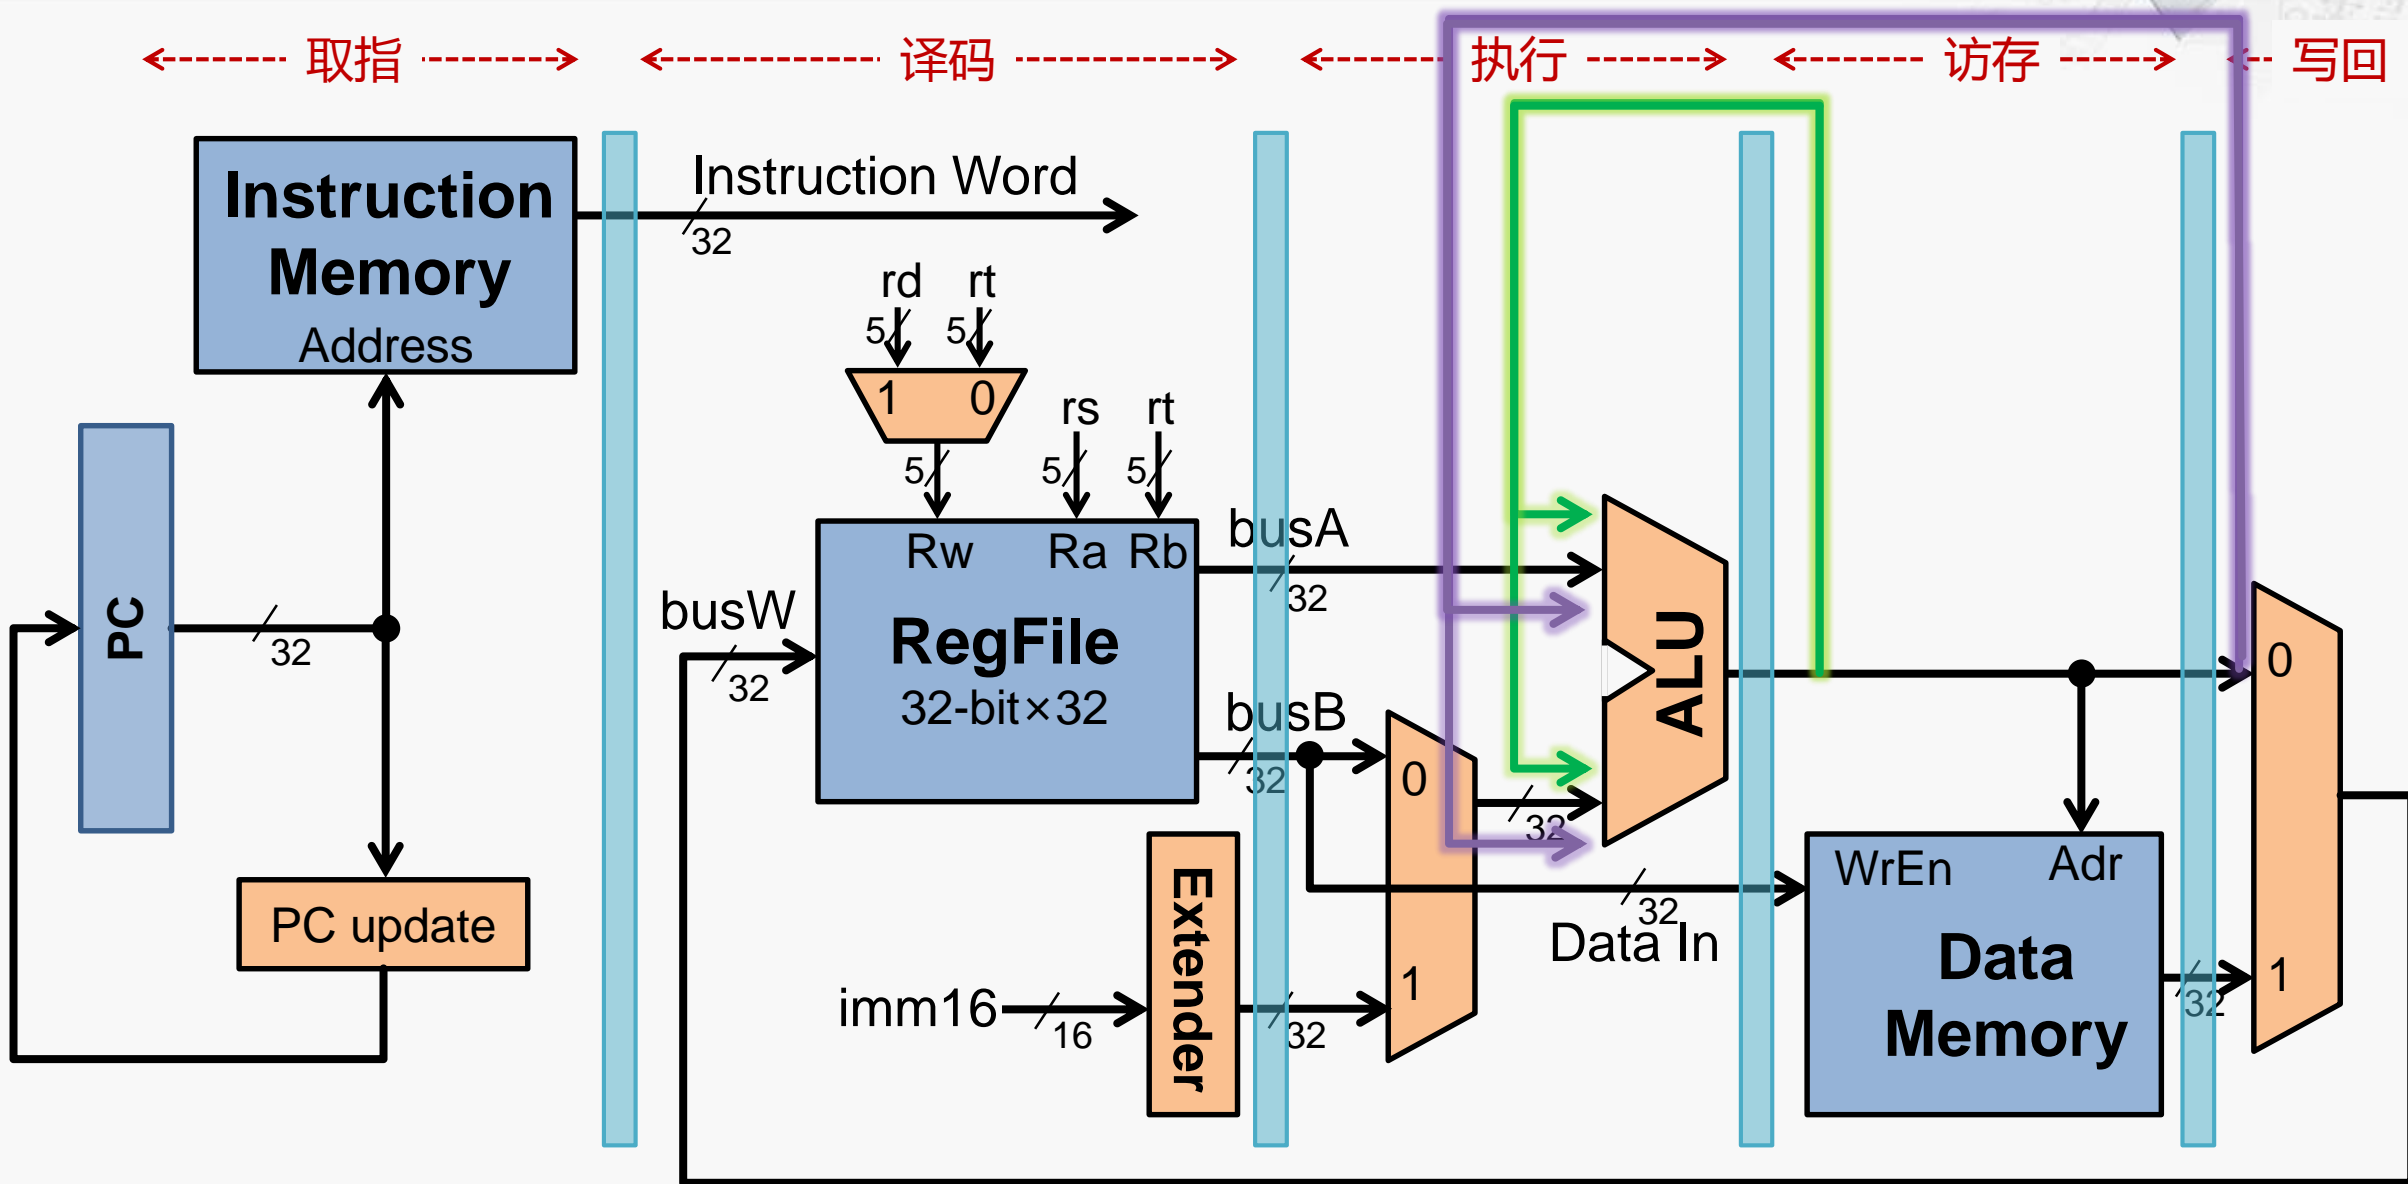 取指
译码
执行
访存
写回
Instruction
Memory
Address
Instruction Word
32
rd
rt
5
5
1
0
rs
rt
5
5
5
PC
32
PC update
busW
32
Rw
Ra
Rb
RegFile
32-bit×32
busA
32
busB
32
imm16
16
Extender
32
0
1
32
ALU
32
Data In
WrEn
Adr
Data
Memory
32
0
1